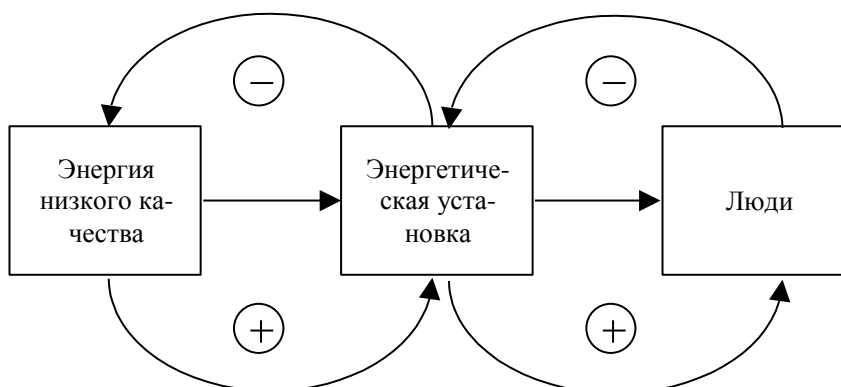 −
−
Энергия
низкого ка-
чества
Энергетиче-
ская уста-
новка
Люди
+
+